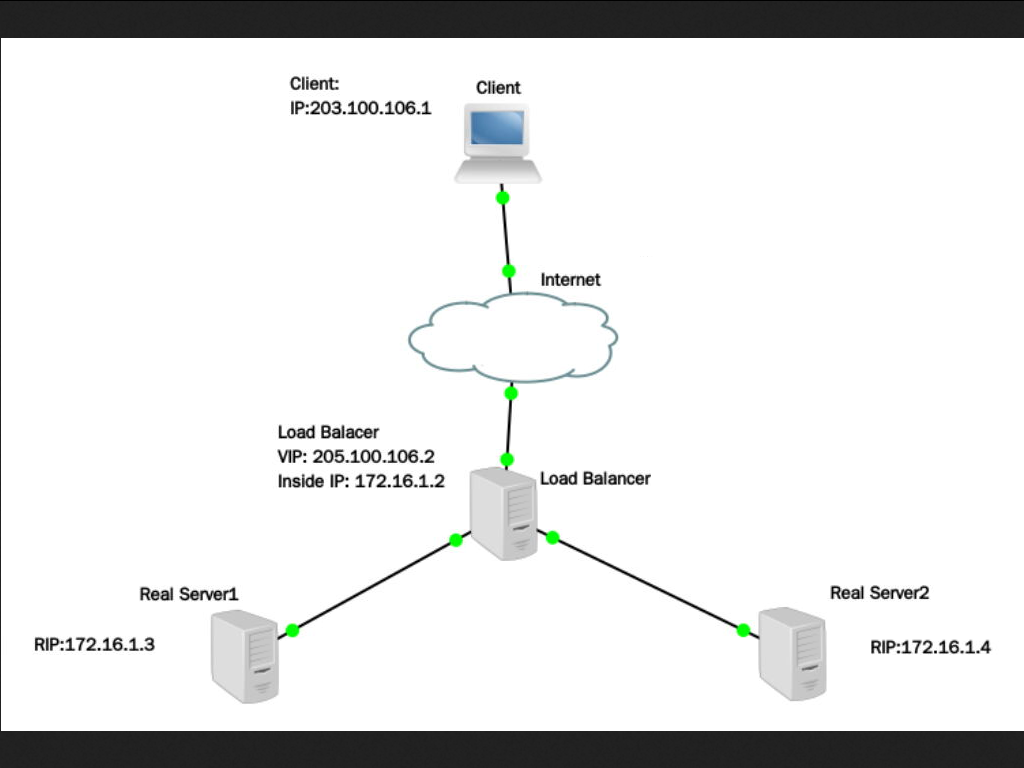 Client:
IP:203.100.106.1
Client
Internet
Load Balacer
VIP: 205.100.106.2
Inside IP: 172.16.1.2
Load Balancer
Real Server1
RIP:172.16.1.3
Real Server2
RIP:172.16.1.4